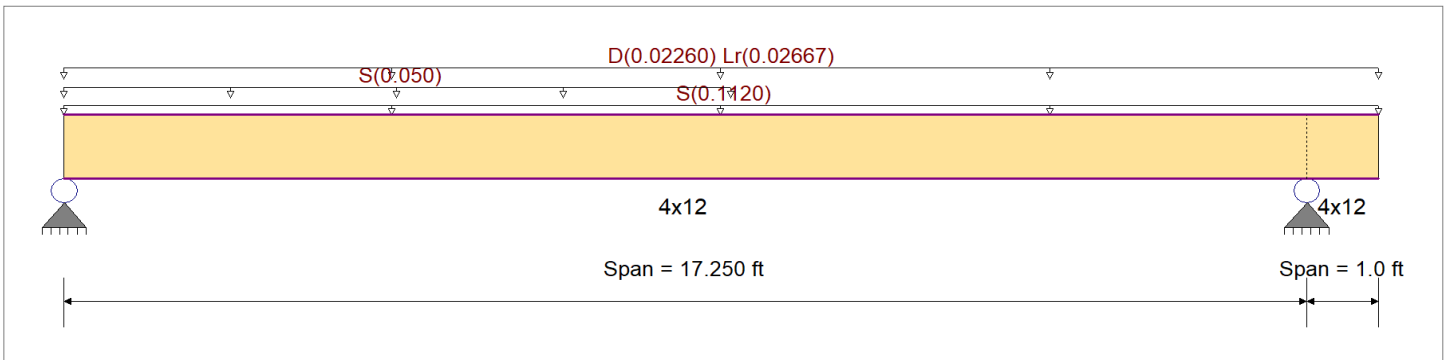 D(0.02260) Lr(0.02667)
S(0.050)
S(0.1120)
4x12
4x12
Span = 17.250 ft
Span = 1.0 ft